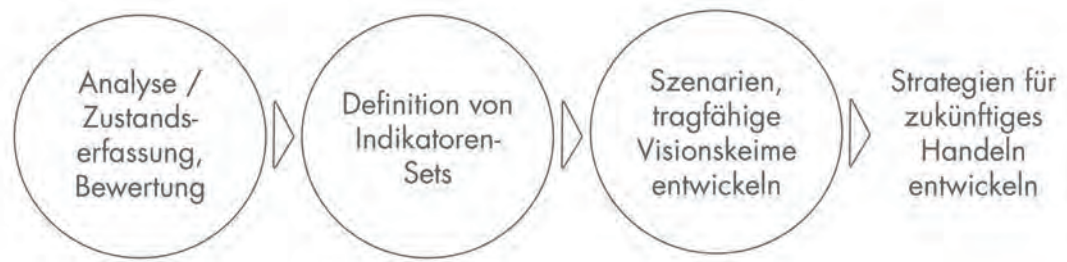 Analyse /
Zustands-
erfassung,
Bewertung
Definition von
Indikatoren-
Sets
Szenarien,
tragfähige
Visionskeime
entwickeln
Strategien für
zukünftiges
Handeln
entwickeln